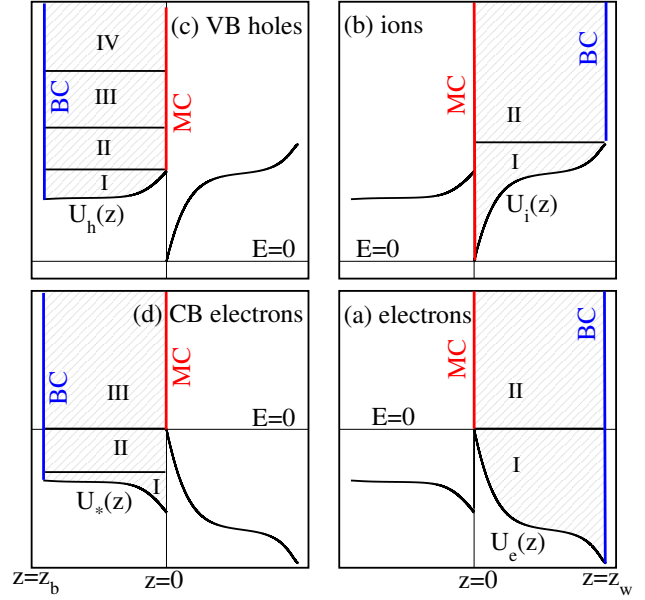 (c) VB holes
IV
III
II
I
BC
MC
U_h(z)
E=0
(b) ions
BC
MC
II
I
U_i(z)
E=0
(d) CB electrons
BC
MC
III
E=0
II
I
U_*(z)
(a) electrons
BC
MC
II
E=0
I
U_e(z)
z=z_b
z=0
z=0
z=z_w